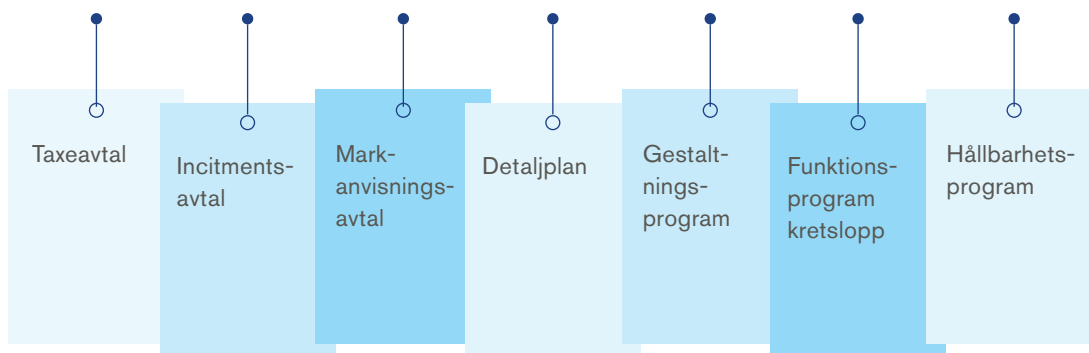 Taxeavtal
Incitments-
avtal
Mark-
anvisnings-
avtal
Detaljplan
Gestalt-
nings-
program
Funktions-
program
kretslopp
Hållbarhets-
program